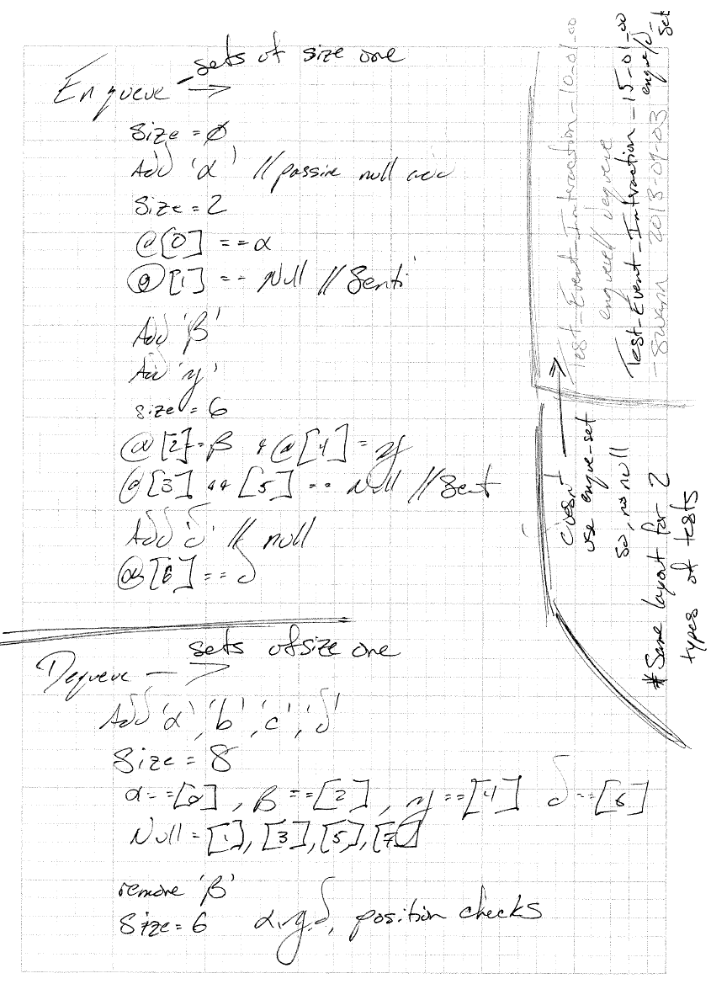 sets of size one
Enqueue →
Size = ∅
Add 'α' // passive null add
Size = 2
@[0] == α
@[1] == Null // Senti
Add 'β'
Add 'γ'
size = 6
@[2] == β & @[4] = γ
@[3] && [5] == Null // Sent
Add 'δ' // null
@[6] == δ
sets of size one
Dequeue →
Add 'α', 'b', 'c', 'δ'
Size = 8
α == [0], β == [2], γ == [4] δ == [6]
Null = [1], [3], [5], [7]
remove 'β'
Size = 6 α, γ, δ, position checks
Test-Event-Interaction-10-01-00
enqueue/dequeue
Test-Event-Interaction-15-01-00
enqueue/d-
set
-Swann 2013-09-03
→
doesn't
use enque-set
so, no null
* Same layout for 2
types of tests